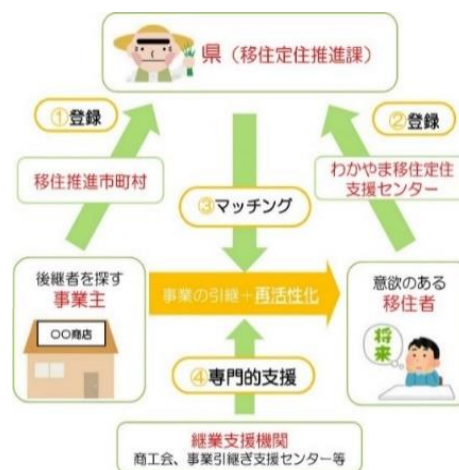 県（移住定住推進課）
①登録
②登録
移住推進市町村
わかやま移住定住
支援センター
③マッチング
後継者を探す
事業主
〇〇商店
事業の引継＋再活性化
意欲のある
移住者
将来
④専門的支援
継業支援機関
商工会、事業引継ぎ支援センター等